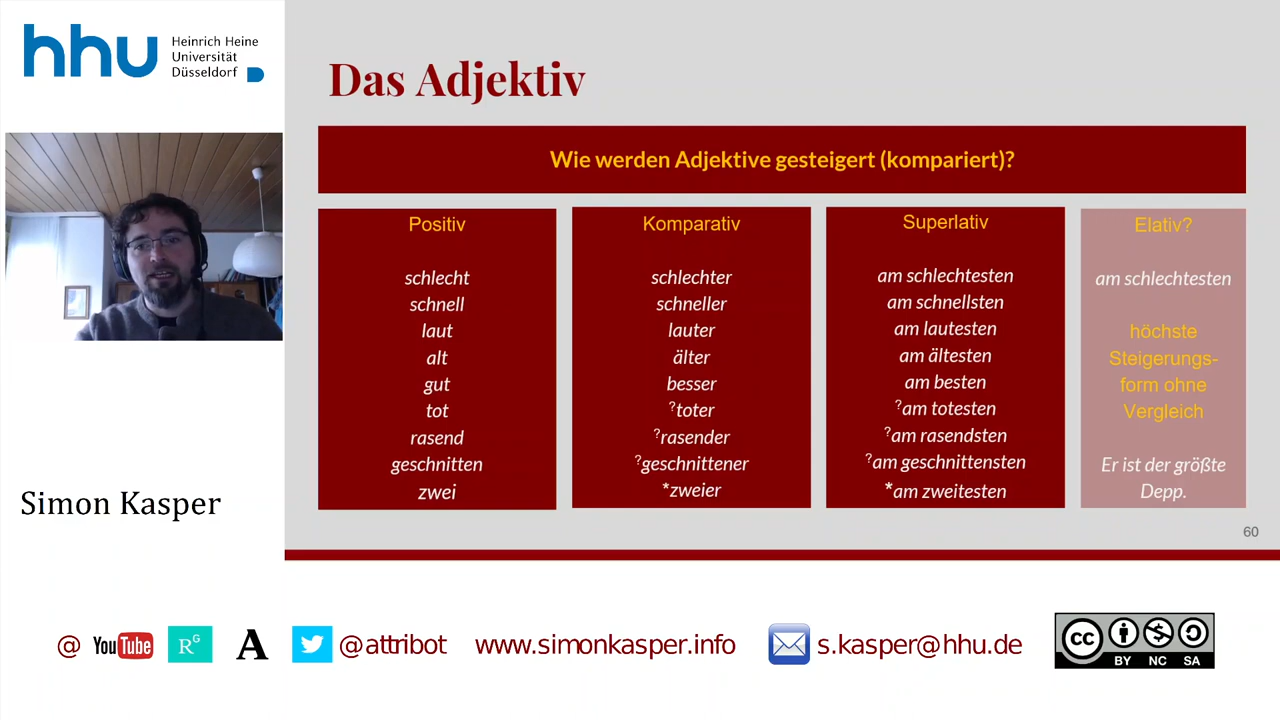 hhu
Heinrich Heine
Universität
Düsseldorf
Das Adjektiv
Wie werden Adjektive gesteigert (kompariert)?
Positiv
schlecht
schnell
laut
alt
gut
tot
rasend
geschnitten
zwei
Komparativ
schlechter
schneller
lauter
älter
besser
?toter
?rasender
?geschnittener
*zweier
Superlativ
am schlechtesten
am schnellsten
am lautesten
am ältesten
am besten
?am totesten
?am rasendsten
?am geschnittensten
*am zweitesten
Elativ?
am schlechtesten
höchste
Steigerungs-
form ohne
Vergleich
Er ist der größte
Depp.
60
Simon Kasper
@ YouTube RG A @attribot www.simonkasper.info s.kasper@hhu.de
cc BY NC SA